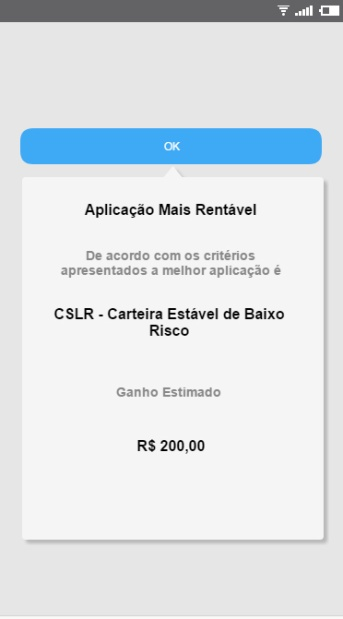 OK
Aplicação Mais Rentável
De acordo com os critérios
apresentados a melhor aplicação é
CSLR - Carteira Estável de Baixo
Risco
Ganho Estimado
R$ 200,00